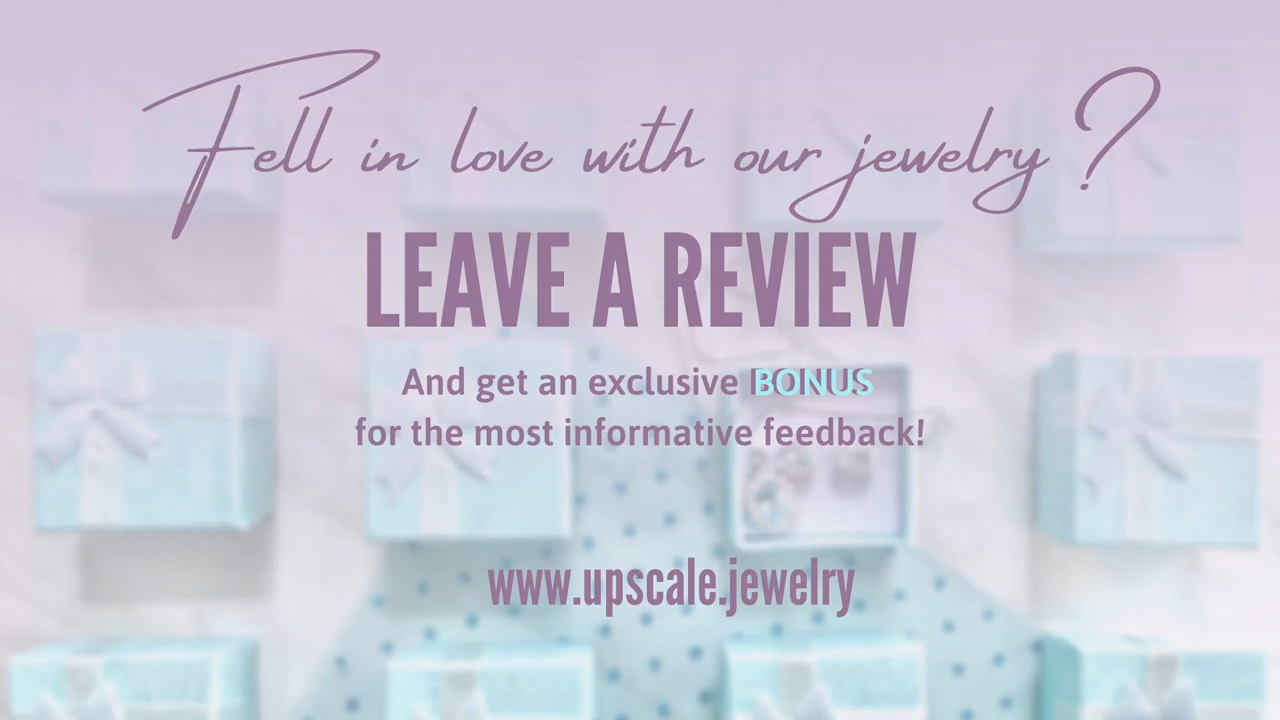 Fell in love with our jewelry?
LEAVE A REVIEW
And get an exclusive BONUS
for the most informative feedback!
www.upscale.jewelry